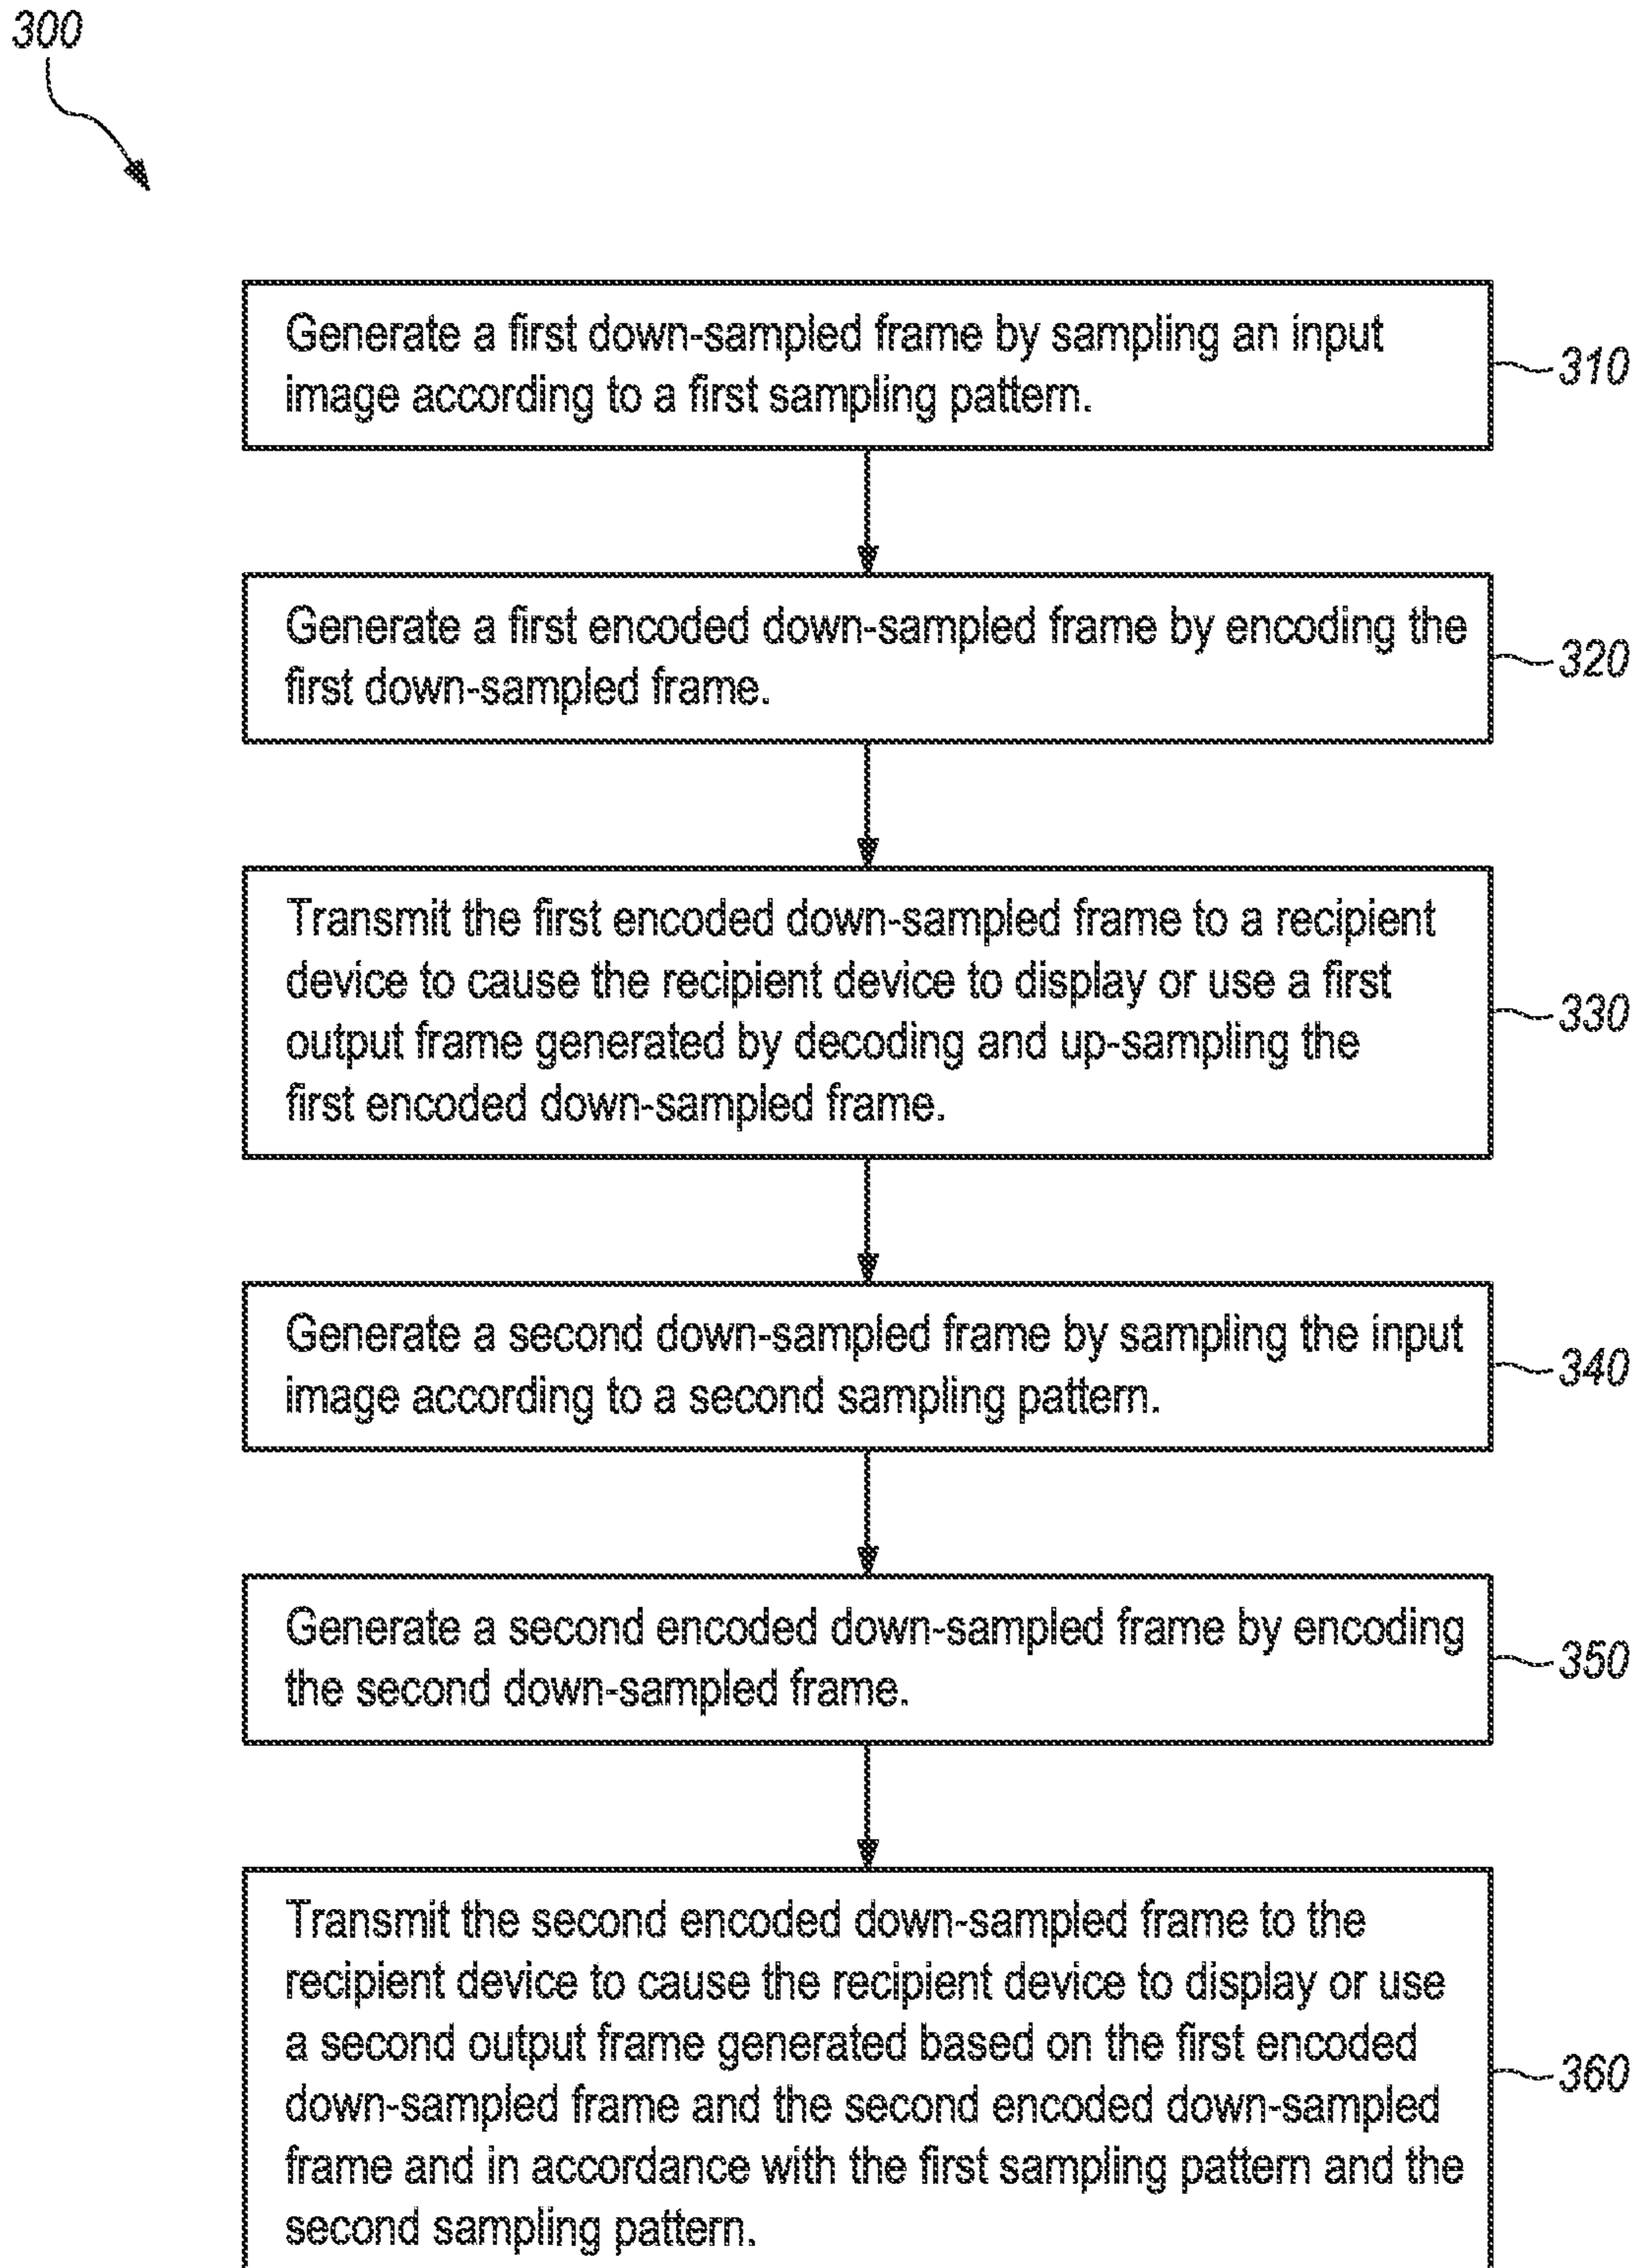 300
Generate a first down-sampled frame by sampling an input
image according to a first sampling pattern.
310
Generate a first encoded down-sampled frame by encoding the
first down-sampled frame.
320
Transmit the first encoded down-sampled frame to a recipient
device to cause the recipient device to display or use a first
output frame generated by decoding and up-sampling the
first encoded down-sampled frame.
330
Generate a second down-sampled frame by sampling the input
image according to a second sampling pattern.
340
Generate a second encoded down-sampled frame by encoding
the second down-sampled frame.
350
Transmit the second encoded down-sampled frame to the
recipient device to cause the recipient device to display or use
a second output frame generated based on the first encoded
down-sampled frame and the second encoded down-sampled
frame and in accordance with the first sampling pattern and the
second sampling pattern.
360